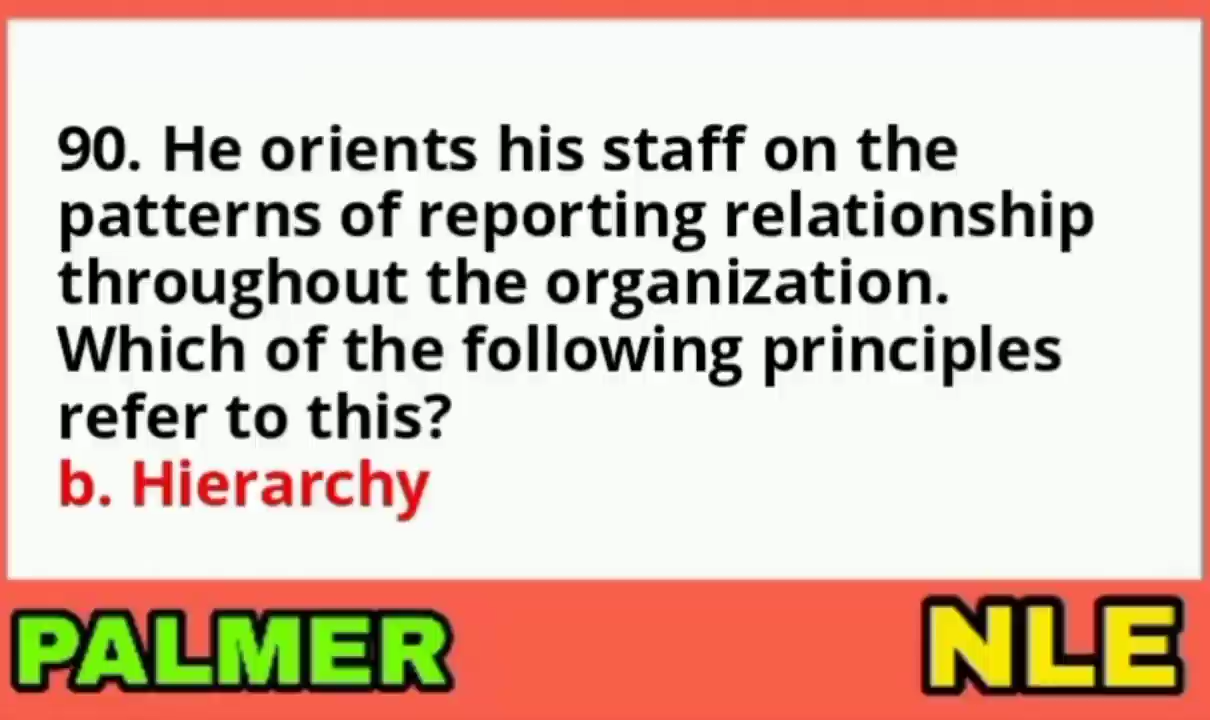 90. He orients his staff on the
patterns of reporting relationship
throughout the organization.
Which of the following principles
refer to this?
b. Hierarchy
PALMER
NLE